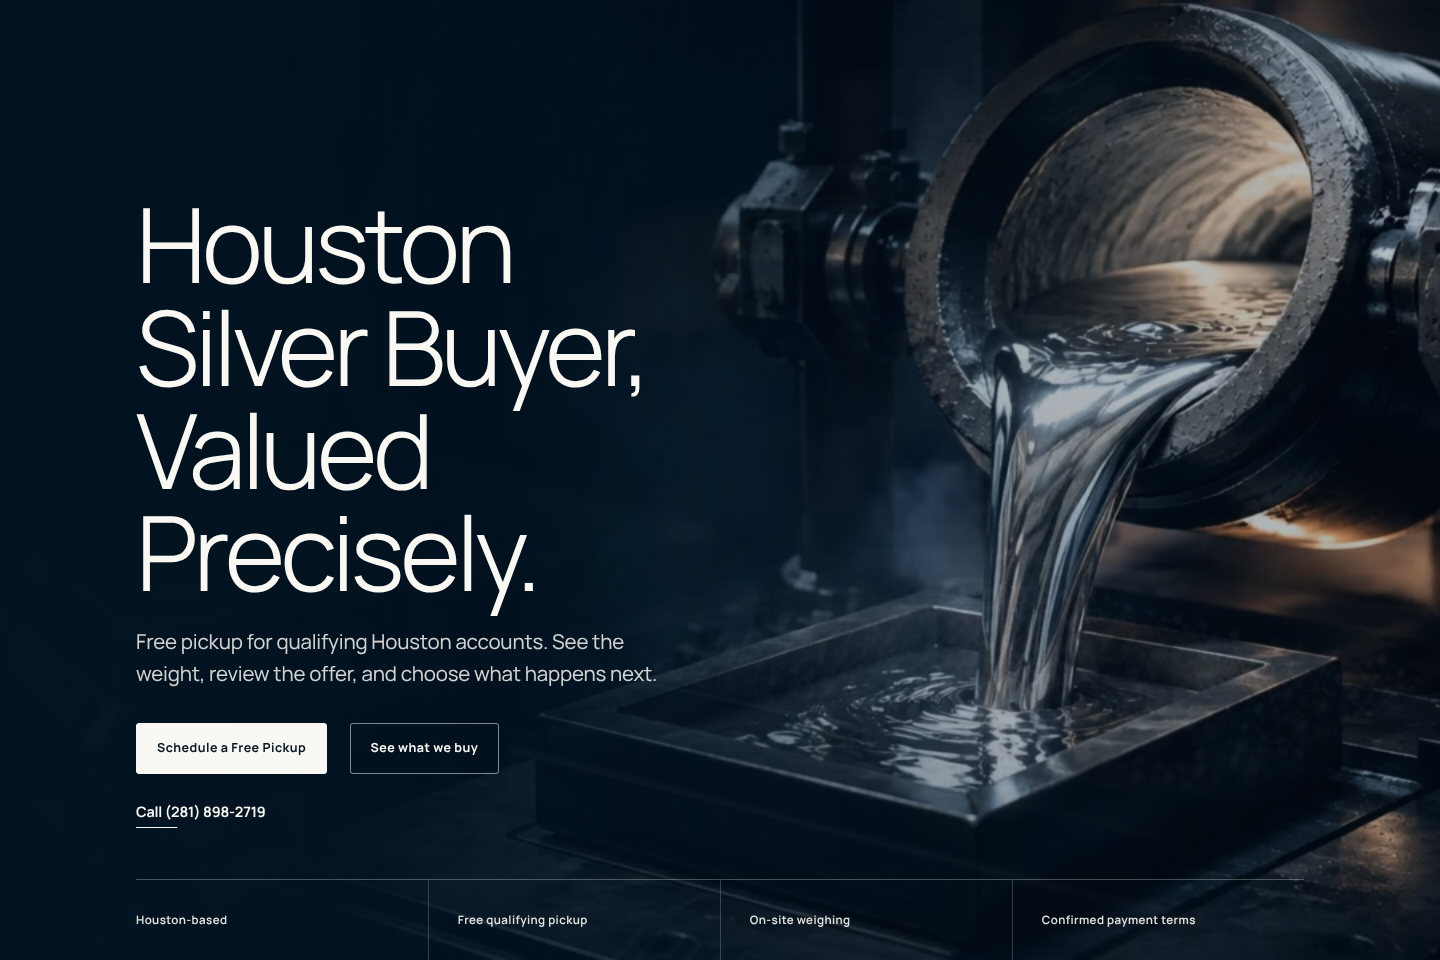 Houston
Silver Buyer,
Valued
Precisely.
Free pickup for qualifying Houston accounts. See the
weight, review the offer, and choose what happens next.
Schedule a Free Pickup
See what we buy
Call (281) 898-2719
Houston-based
Free qualifying pickup
On-site weighing
Confirmed payment terms